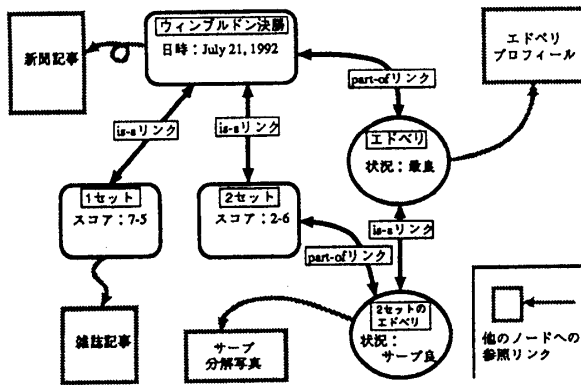 ウィンブルドン決勝
日時：July 21, 1992
新聞記事
エドベリ
プロフィール
part-ofリンク
is-aリンク
is-aリンク
エドベリ
状況：最良
1セット
スコア：7-5
2セット
スコア：2-6
is-aリンク
part-ofリンク
2セットの
エドベリ
状況：
サーブ良
雑誌記事
サーブ
分解写真
他のノードへの
参照リンク